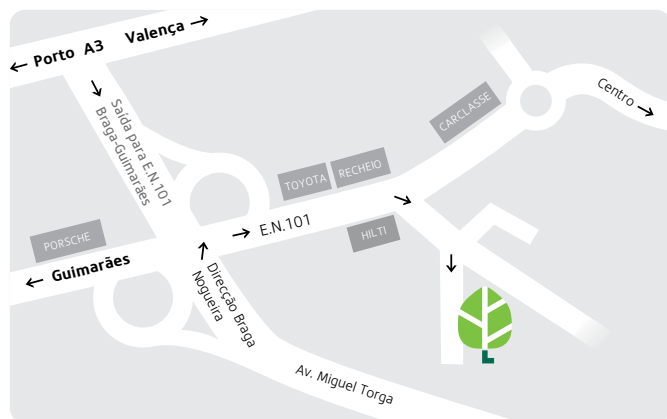 Porto A3
Valença
Saída para E.N.101
Braga-Guimarães
PORSCHE
Guimarães
TOYOTA
RECHEIO
CARCLASSE
Centro
E.N.101
HILTI
Direcção Braga
Nogueira
Av. Miguel Torga